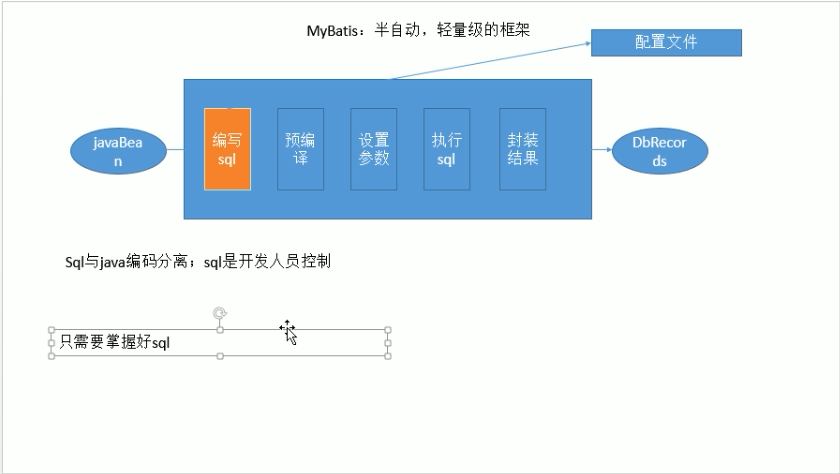 MyBatis：半自动，轻量级的框架
配置文件
javaBea
n
编写
sql
预编
译
设置
参数
执行
sql
封装
结果
DbRecor
ds
Sql与java编码分离；sql是开发人员控制
只需要掌握好sql